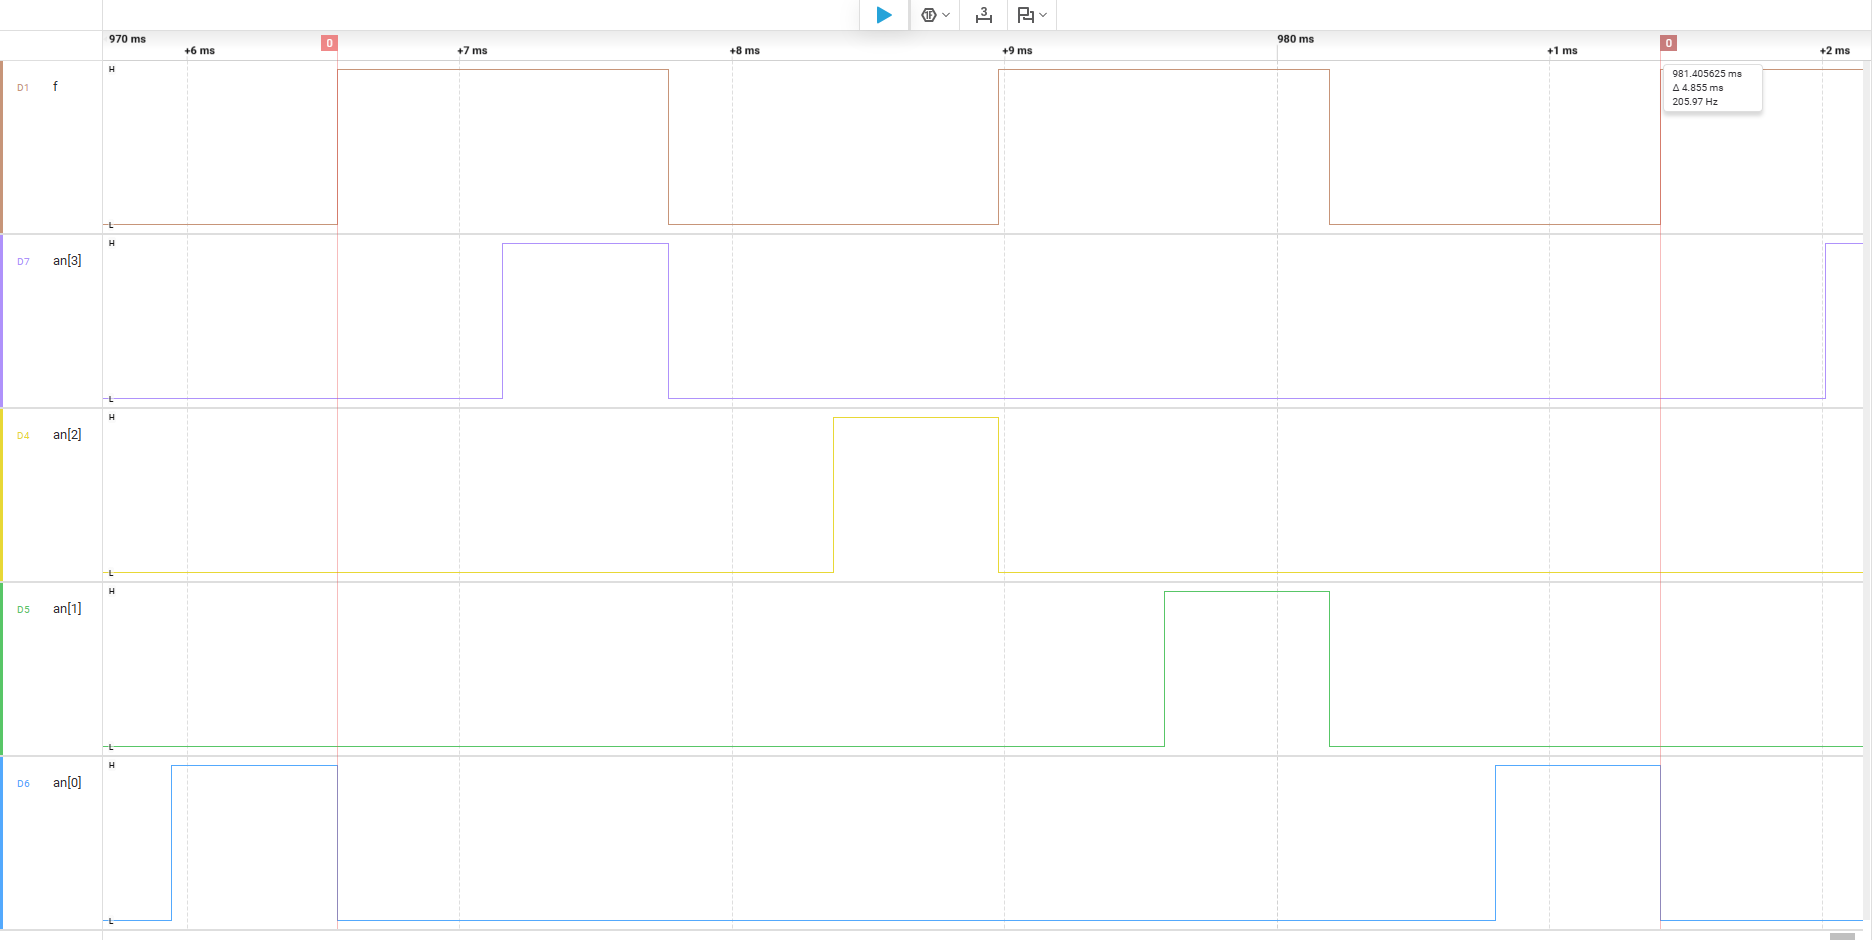 3
970 ms
980 ms
+6 ms
0
+7 ms
+8 ms
+9 ms
+1 ms
0
+2 ms
D1 f
H
L
981.405625 ms
Δ 4.855 ms
205.97 Hz
D7 an[3]
H
L
D4 an[2]
H
L
D5 an[1]
H
L
D6 an[0]
H
L